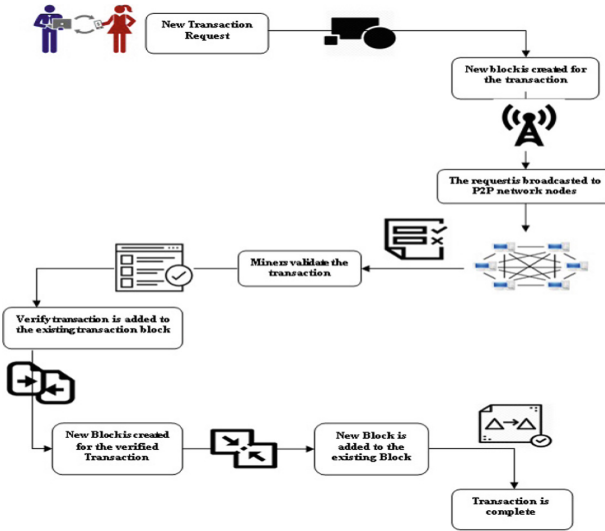 New Transaction
Request
New block is created for
the transaction
The request is broadcasted to
P2P network nodes
Miners validate the
transaction
Verify transaction is added to
the existing transaction block
New Block is created
for the verified
Transaction
New Block is
added to the
existing Block
Transaction is
complete